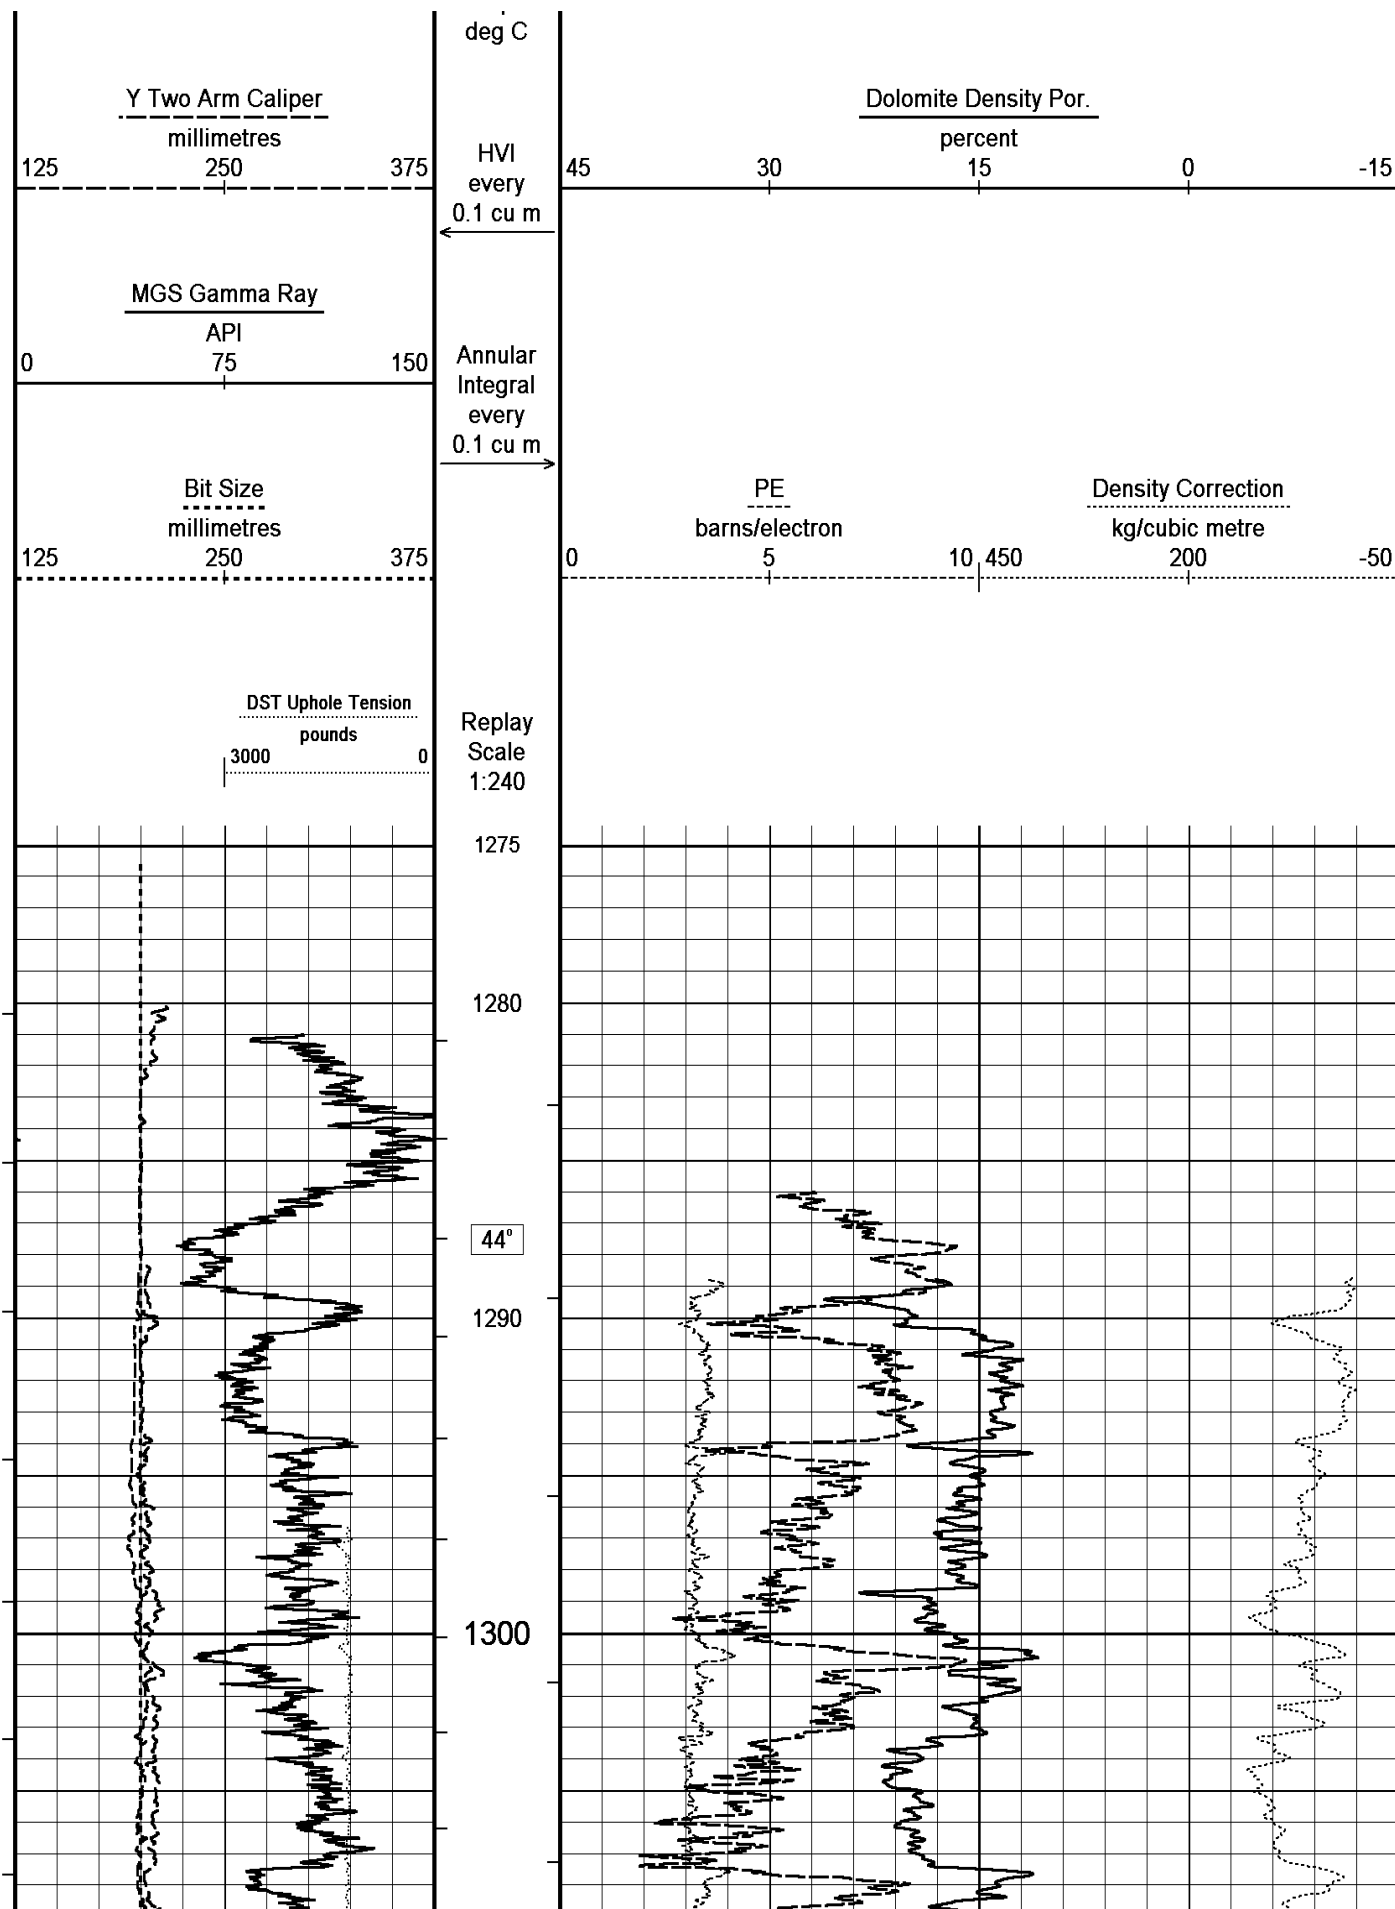 deg C
Y Two Arm Caliper
millimetres
125 250 375
MGS Gamma Ray
API
0 75 150
Bit Size
millimetres
125 250 375
DST Uphole Tension
pounds
3000 0
HVI
every
0.1 cu m
Annular
Integral
every
0.1 cu m
Replay
Scale
1:240
Dolomite Density Por.
percent
45 30 15 0 -15
PE
barns/electron
0 5 10
Density Correction
kg/cubic metre
450 200 -50
1275
1280
44°
1290
1300